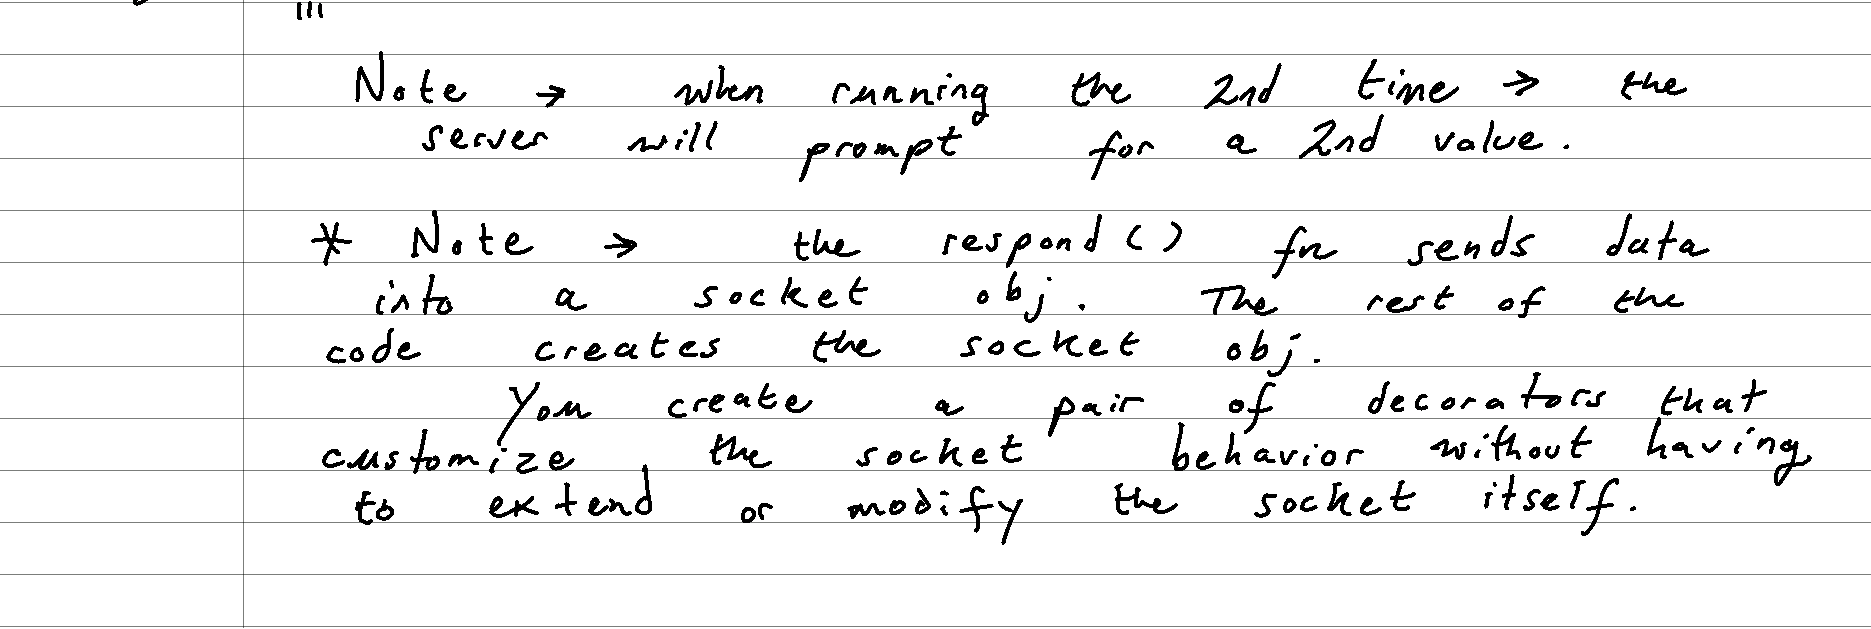 Note → when running the 2nd time → the
server will prompt for a 2nd value.
* Note → the respond() fn sends data
into a socket obj. The rest of the
code creates the socket obj.
You create a pair of decorators that
customize the socket behavior without having
to extend or modify the socket itself.